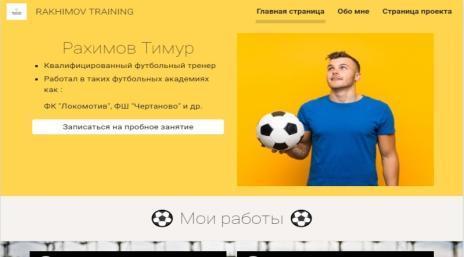 RAKHIMOV TRAINING
Главная страница
Обо мне
Страница проекта
Рахимов Тимур
Квалифицированный футбольный тренер
Работал в таких футбольных академиях
как :
ФК "Локомотив", ФШ "Чертаново" и др.
Записаться на пробное занятие
Мои работы